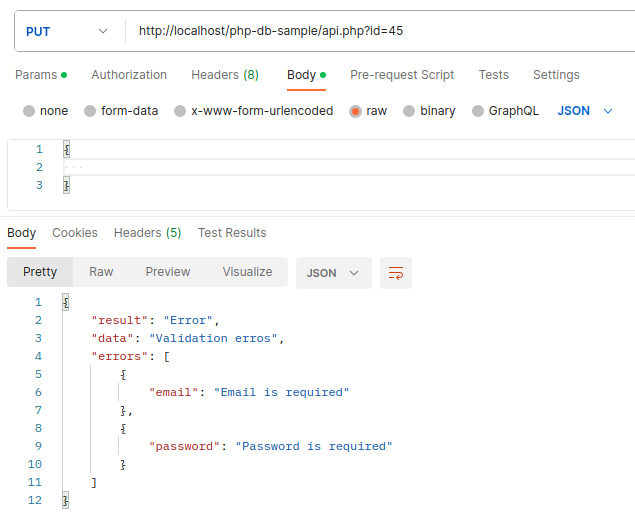 PUT http://localhost/php-db-sample/api.php?id=45
Params Authorization Headers (8) Body Pre-request Script Tests Settings
none form-data x-www-form-urlencoded raw binary GraphQL JSON
1 {
2 ...
3 }
Body Cookies Headers (5) Test Results
Pretty Raw Preview Visualize JSON
1 {
2 "result": "Error",
3 "data": "Validation erros",
4 "errors": [
5 {
6 "email": "Email is required"
7 },
8 {
9 "password": "Password is required"
10 }
11 ]
12 }